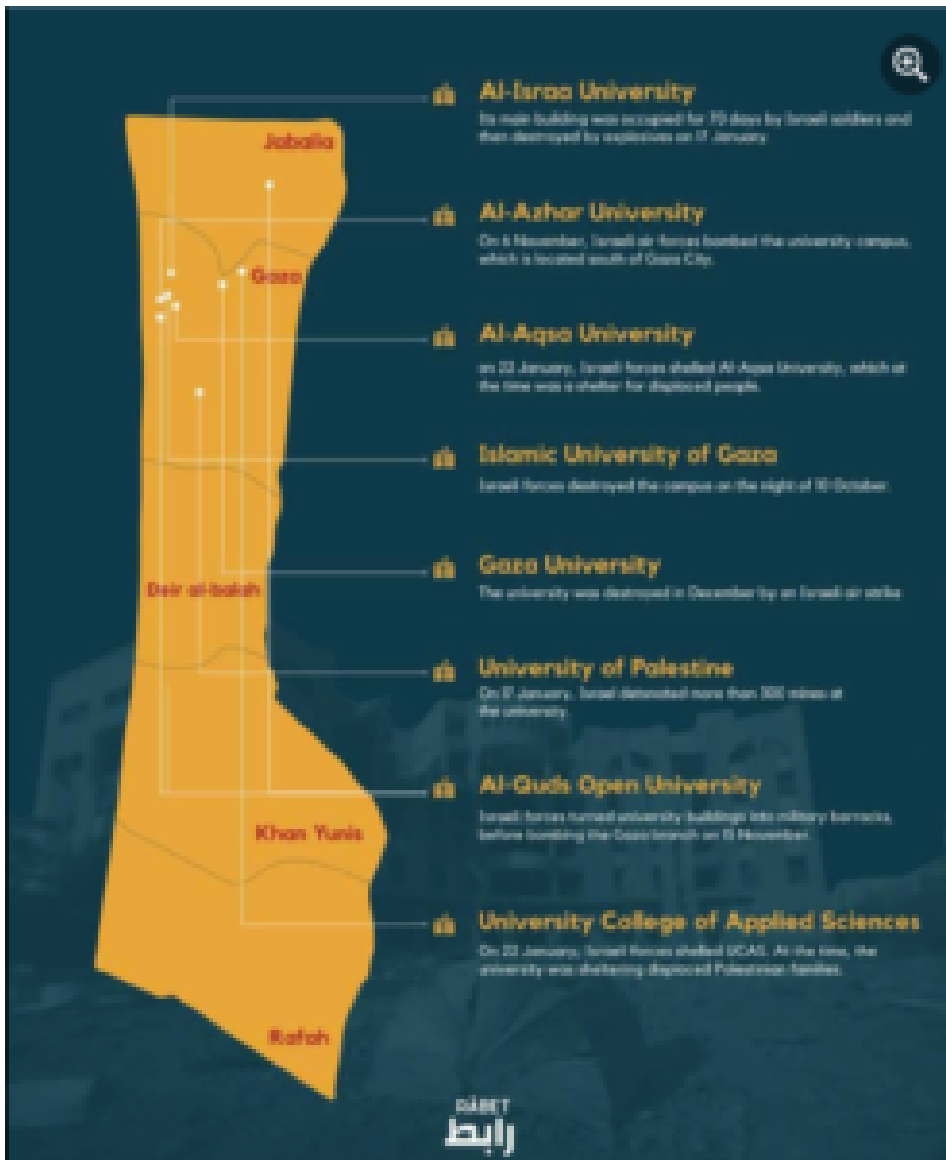 Al-Israa University
Its main building was occupied for 70 days by Israel soldiers and
then destroyed by explosives on 17 January.
Jabalia
Al-Azhar University
On 6 November, Israeli air forces bombed the university campus,
which is located south of Gaza City.
Gaza
Al-Aqsa University
on 22 January, Israeli forces shelled Al-Aqsa University, which at
the time was a shelter for displaced people.
Islamic University of Gaza
Israeli forces destroyed the campus on the night of 10 October.
Gaza University
The university was destroyed in December by an Israeli air strike
Deir al-balah
University of Palestine
On 17 January, Israel detonated more than 300 mines at
the university.
Al-Quds Open University
Israeli forces turned university buildings into military barracks,
before bombing the Gaza branch on 15 November.
Khan Yunis
University College of Applied Sciences
On 22 January, Israeli forces shelled UCAS. At the time, the
university was sheltering displaced Palestinian families.
Rafah
RĀBET
رابط